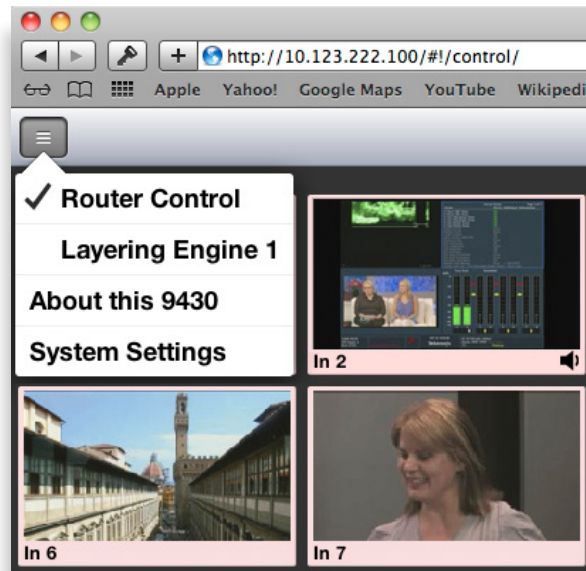 http://10.123.222.100/#!/control/
Apple Yahoo! Google Maps YouTube Wikipedi
Router Control
Layering Engine 1
About this 9430
System Settings
In 2
In 6
In 7